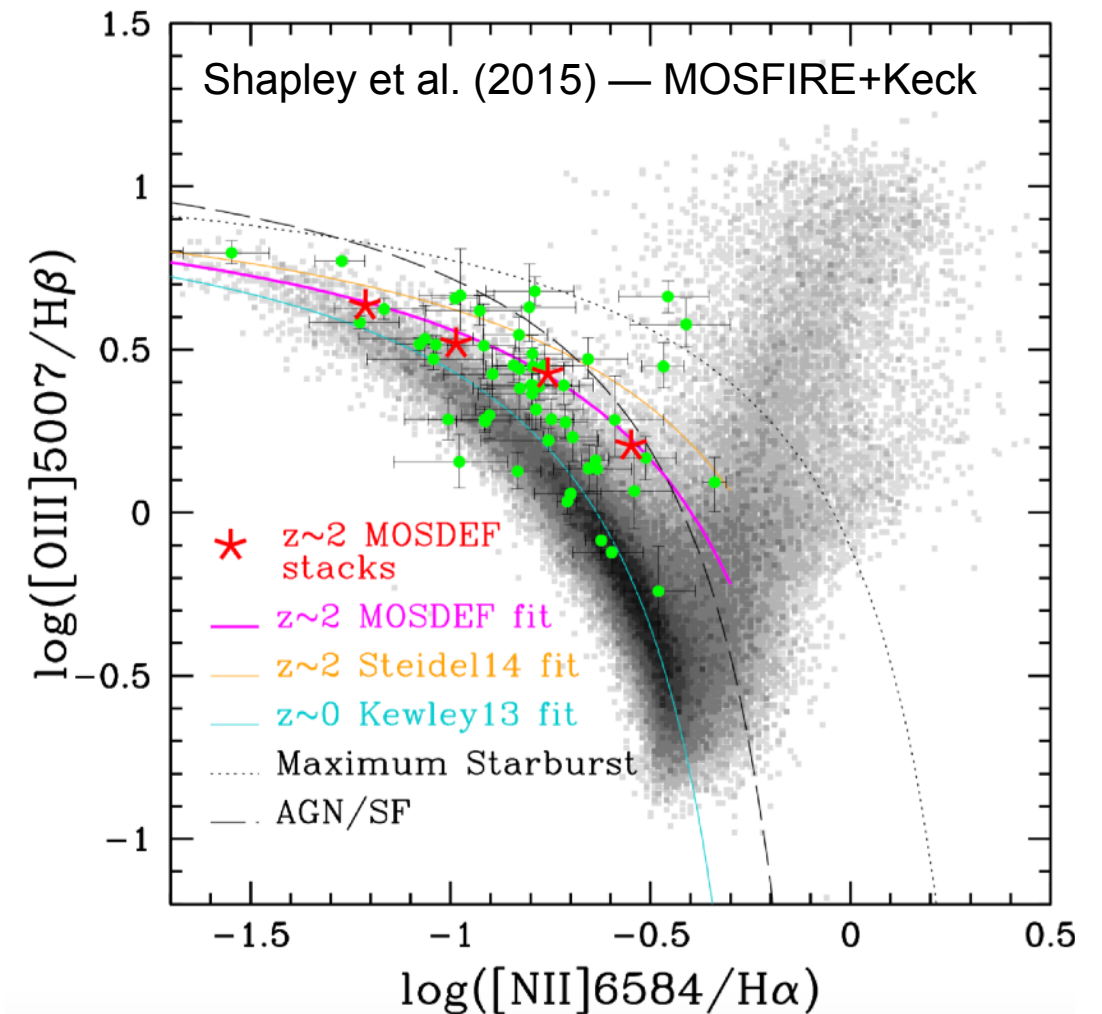 1.5
Shapley et al. (2015) — MOSFIRE+Keck
1
0.5
0
−0.5
−1
log([OIII]5007/Hβ)
z~2 MOSDEF
stacks
z~2 MOSDEF fit
z~2 Steidel14 fit
z~0 Kewley13 fit
Maximum Starburst
AGN/SF
−1.5
−1
−0.5
0
0.5
log([NII]6584/Hα)